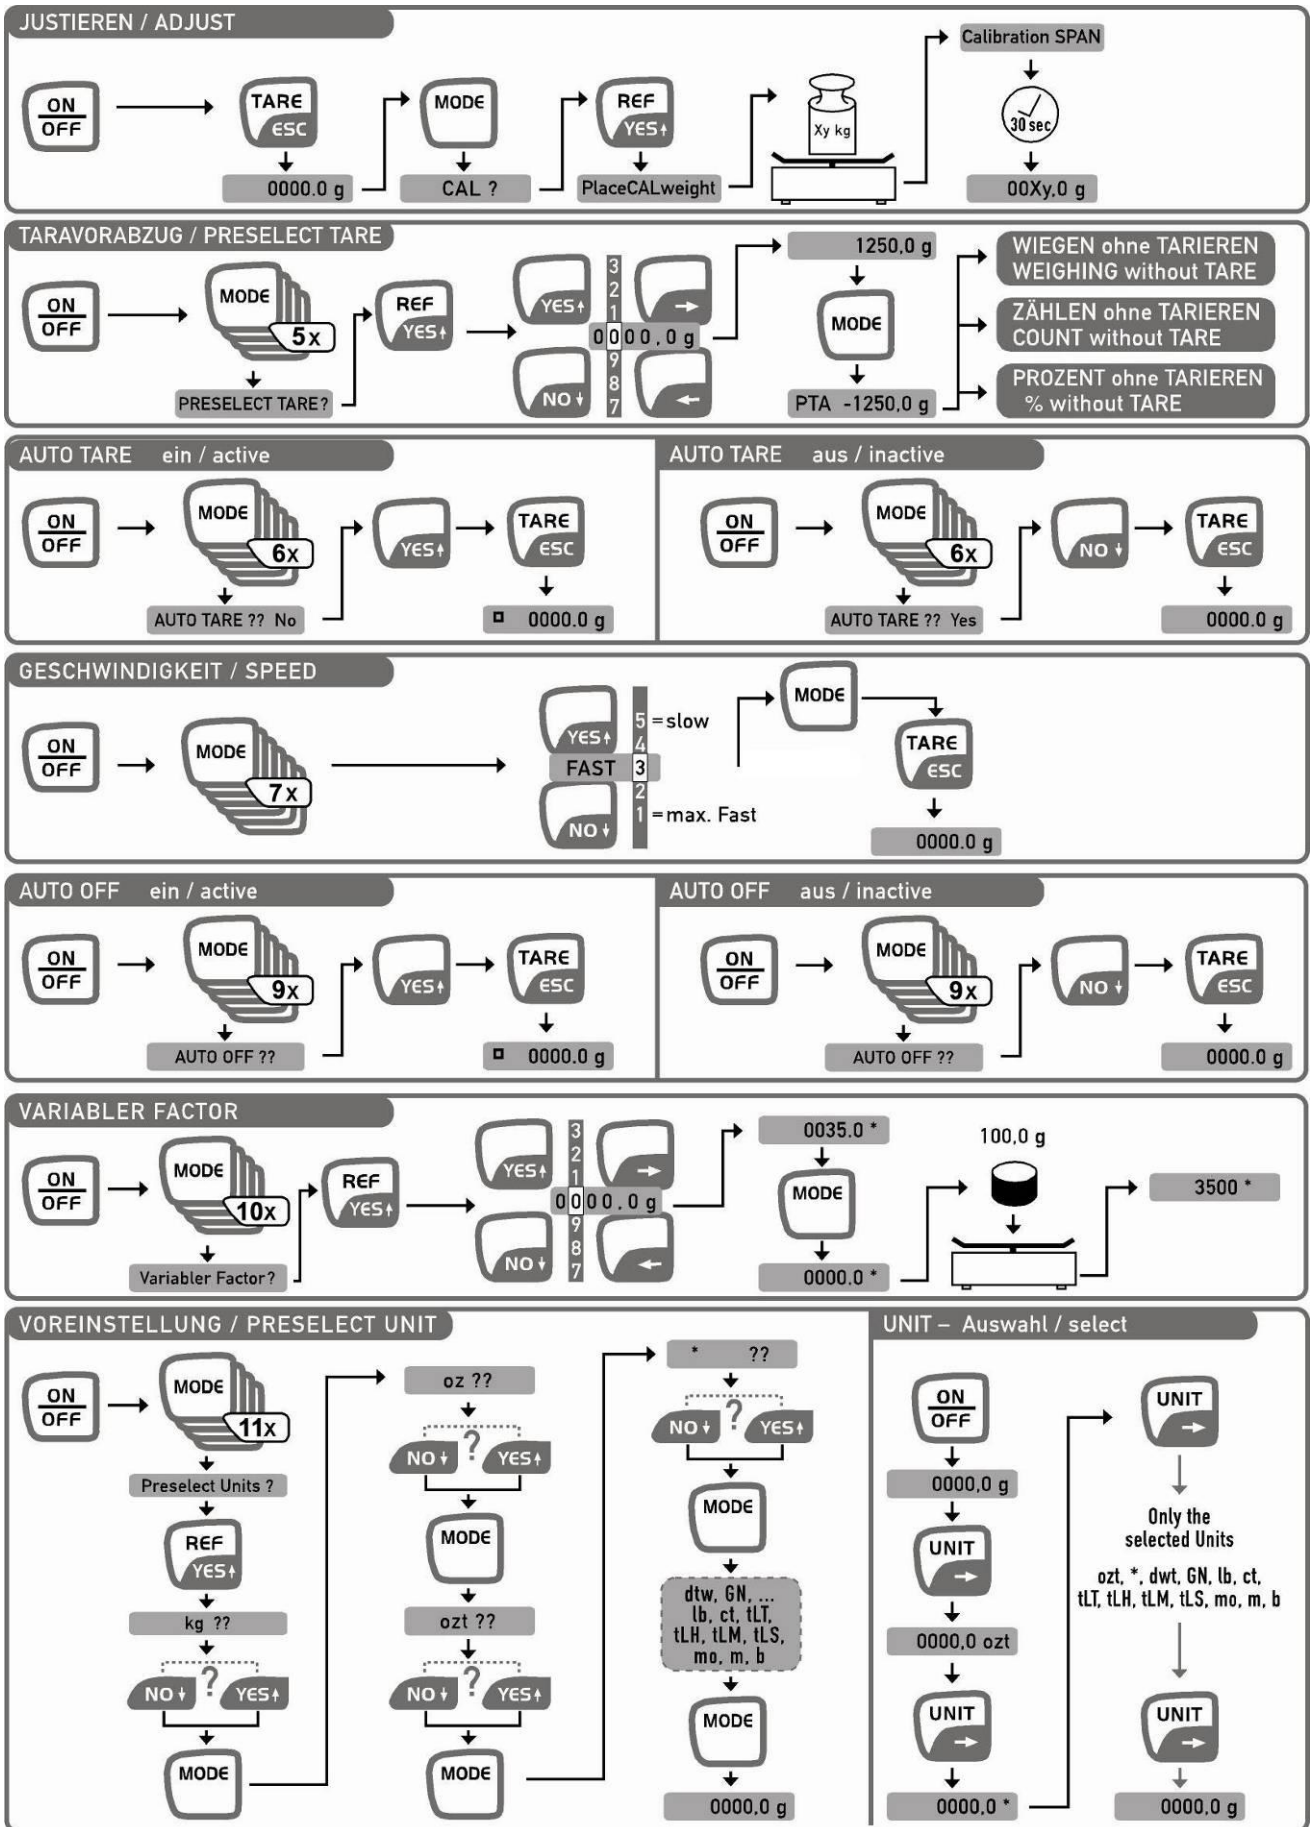 JUSTIEREN / ADJUST
ON
OFF
TARE
ESC
0000.0 g
MODE
CAL ?
REF
YES↑
PlaceCALweight
Xy kg
Calibration SPAN
30 sec
00Xy,0 g
TARAVORABZUG / PRESELECT TARE
ON
OFF
MODE
5x
PRESELECT TARE?
REF
YES↑
YES↑
NO↓
3
2
1
0000,0 g
9
8
7
→
←
1250,0 g
MODE
PTA -1250,0 g
WIEGEN ohne TARIEREN
WEIGHING without TARE
ZÄHLEN ohne TARIEREN
COUNT without TARE
PROZENT ohne TARIEREN
% without TARE
AUTO TARE ein / active
ON
OFF
MODE
6x
AUTO TARE ?? No
YES↑
TARE
ESC
0000.0 g
AUTO TARE aus / inactive
ON
OFF
MODE
6x
AUTO TARE ?? Yes
NO↓
TARE
ESC
0000.0 g
GESCHWINDIGKEIT / SPEED
ON
OFF
MODE
7x
YES↑
5 = slow
4
FAST 3
2
1 = max. Fast
NO↓
MODE
TARE
ESC
0000.0 g
AUTO OFF ein / active
ON
OFF
MODE
9x
AUTO OFF ??
YES↑
TARE
ESC
0000.0 g
AUTO OFF aus / inactive
ON
OFF
MODE
9x
AUTO OFF ??
NO↓
TARE
ESC
0000.0 g
VARIABLER FACTOR
ON
OFF
MODE
10x
Variabler Factor?
REF
YES↑
YES↑
NO↓
3
2
1
0000,0 g
9
8
7
→
←
0035.0 *
MODE
0000.0 *
100,0 g
3500 *
VOREINSTELLUNG / PRESELECT UNIT
ON
OFF
MODE
11x
Preselect Units ?
REF
YES↑
kg ??
NO↓ ? YES↑
MODE
oz ??
NO↓ ? YES↑
MODE
ozt ??
NO↓ ? YES↑
MODE
* ??
NO↓ ? YES↑
MODE
dtw, GN, ...
lb, ct, tLT,
tLH, tLM, tLS,
mo, m, b
MODE
0000,0 g
UNIT – Auswahl / select
ON
OFF
0000,0 g
UNIT
→
0000,0 ozt
UNIT
→
0000,0 *
UNIT
→
Only the
selected Units
ozt, *, dwt, GN, lb, ct,
tLT, tLH, tLM, tLS, mo, m, b
UNIT
→
0000,0 g